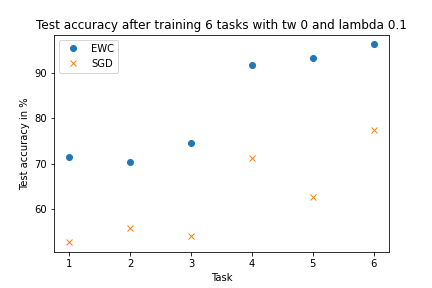 Test accuracy after training 6 tasks with tw 0 and lambda 0.1
EWC
SGD
Test accuracy in %
90
80
70
60
1 2 3 4 5 6
Task